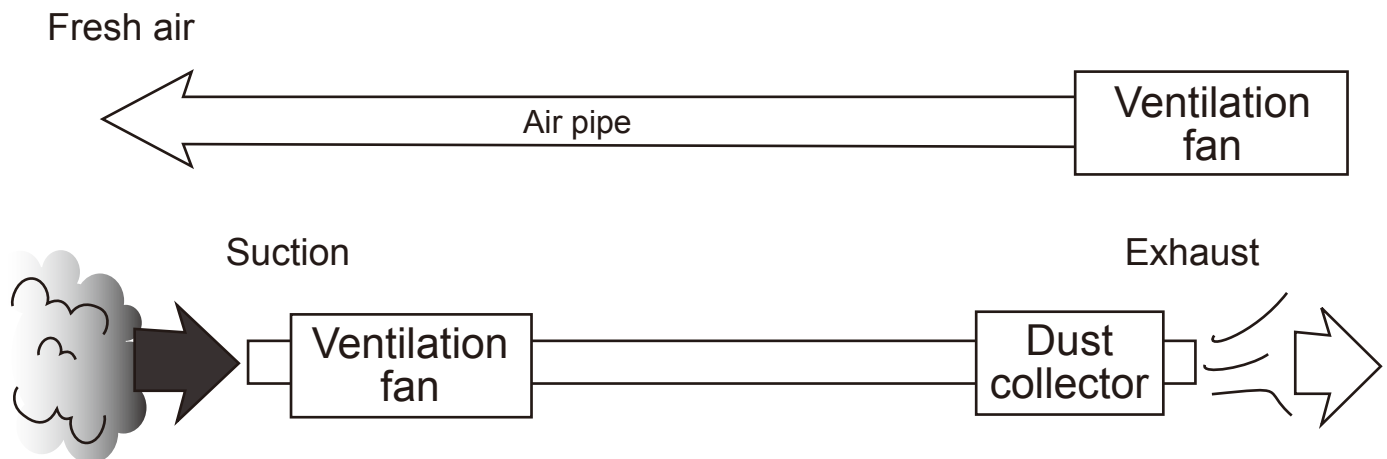 Fresh air
Air pipe
Ventilation
fan
Suction
Exhaust
Ventilation
fan
Dust
collector